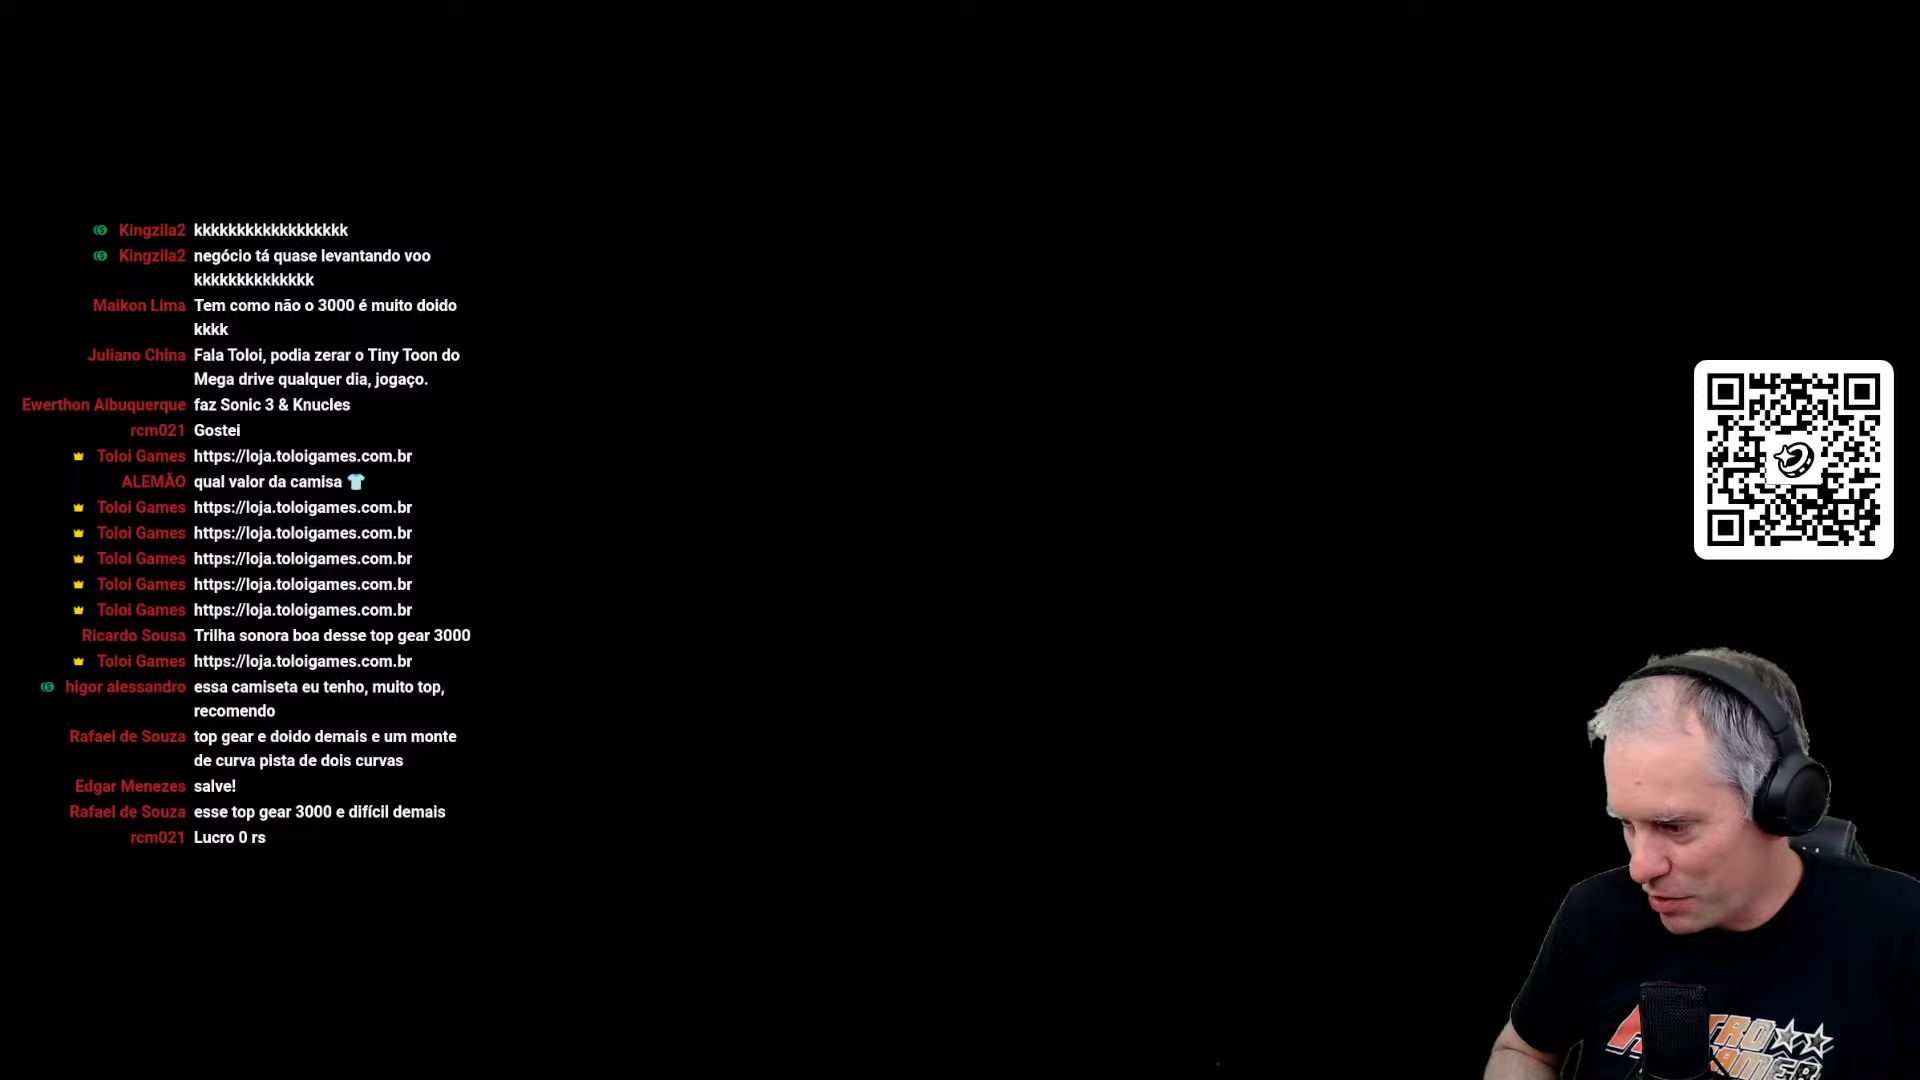 Kingzila2 kkkkkkkkkkkkkkkkkk
Kingzila2 negócio tá quase levantando voo
kkkkkkkkkkkkkk
Maikon Lima Tem como não o 3000 é muito doido
kkkk
Juliano China Fala Toloi, podia zerar o Tiny Toon do
Mega drive qualquer dia, jogaço.
Ewerthon Albuquerque faz Sonic 3 & Knucles
rcm021 Gostei
Toloi Games https://loja.toloigames.com.br
ALEMÃO qual valor da camisa 👕
Toloi Games https://loja.toloigames.com.br
Toloi Games https://loja.toloigames.com.br
Toloi Games https://loja.toloigames.com.br
Toloi Games https://loja.toloigames.com.br
Toloi Games https://loja.toloigames.com.br
Ricardo Sousa Trilha sonora boa desse top gear 3000
Toloi Games https://loja.toloigames.com.br
higor alessandro essa camiseta eu tenho, muito top,
recomendo
Rafael de Souza top gear e doido demais e um monte
de curva pista de dois curvas
Edgar Menezes salve!
Rafael de Souza esse top gear 3000 e difícil demais
rcm021 Lucro 0 rs